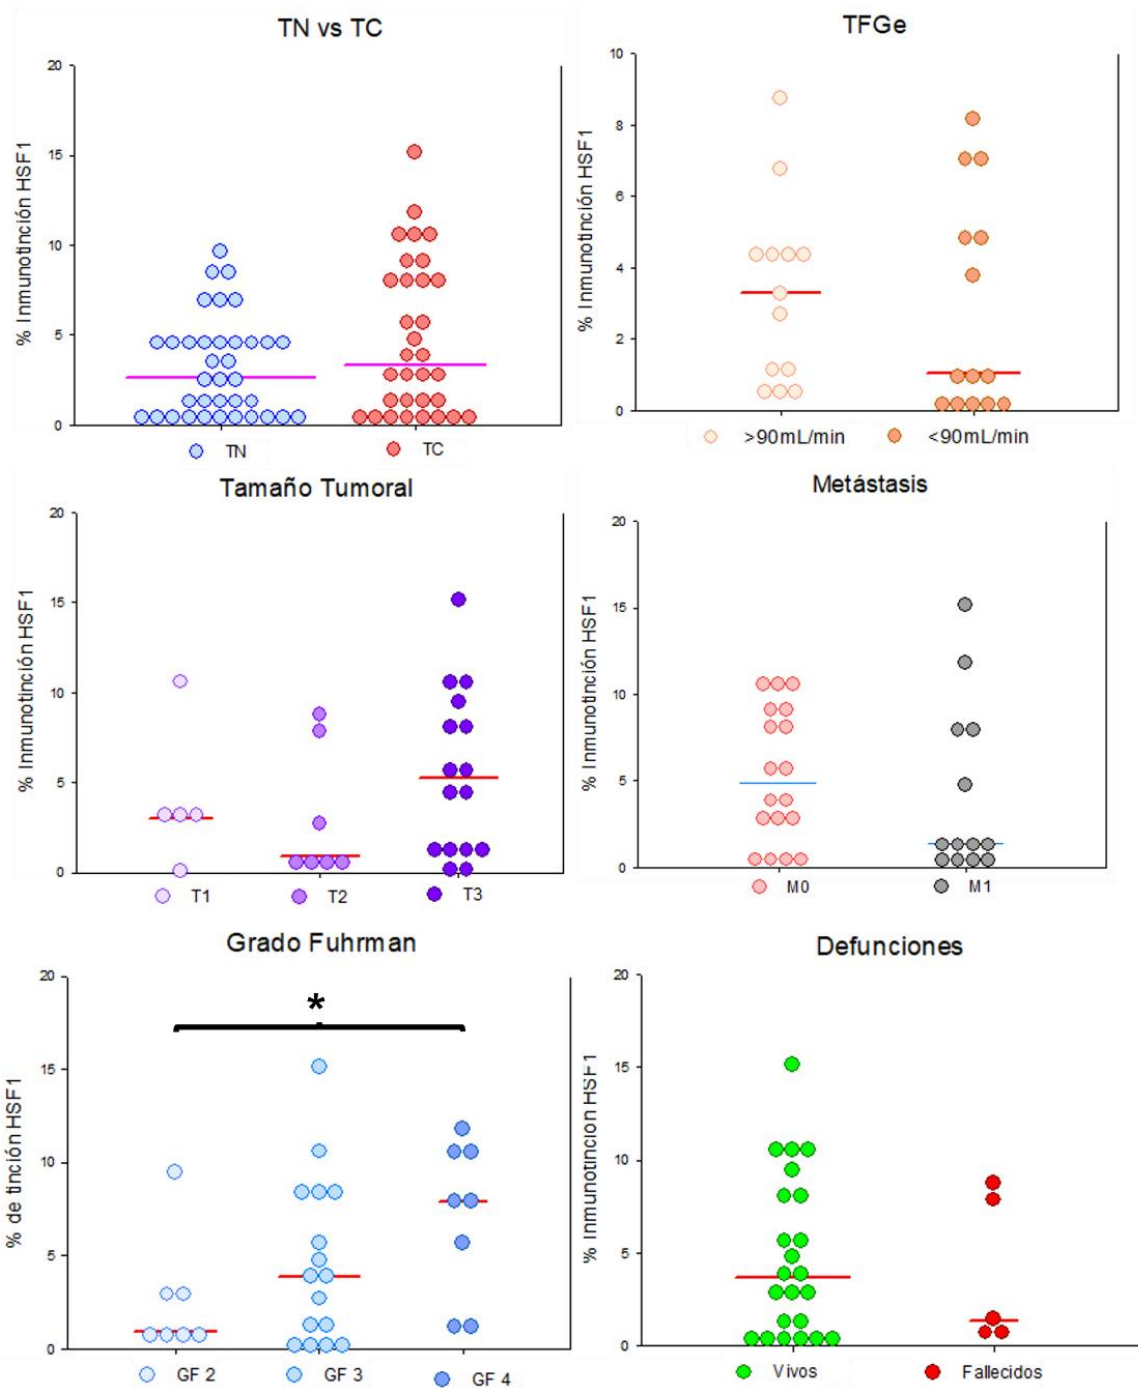 TN vs TC
% Inmunotinción HSF1
20
15
10
5
0
TN
TC
TFGe
% Inmunotinción HSF1
10
8
6
4
2
0
>90mL/min
<90mL/min
Tamaño Tumoral
% Inmunotinción HSF1
20
15
10
5
0
T1
T2
T3
Metástasis
% Inmunotinción HSF1
20
15
10
5
0
M0
M1
Grado Fuhrman
% de tinción HSF1
20
15
10
5
0
*
GF 2
GF 3
GF 4
Defunciones
% Inmunotincion HSF1
20
15
10
5
0
Vivos
Fallecidos